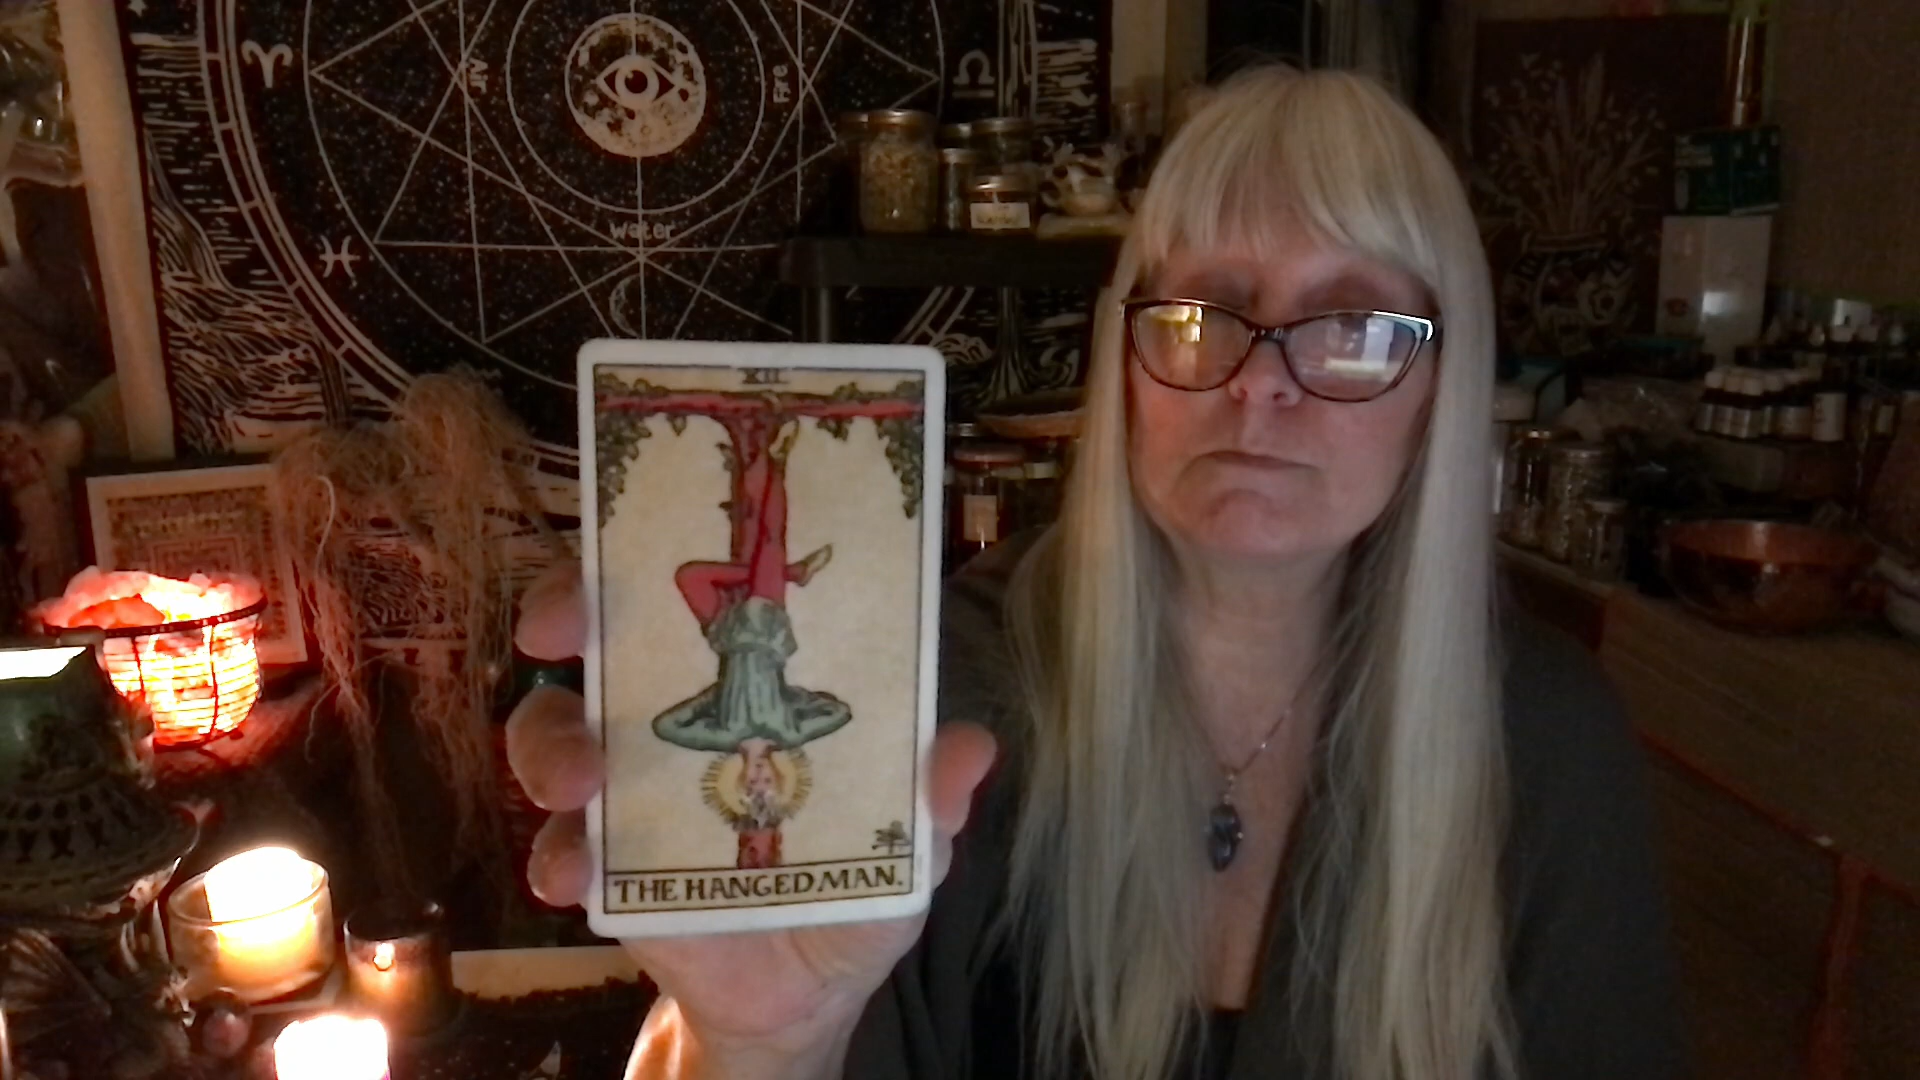 Air
Fire
water
XII
THE HANGED MAN.